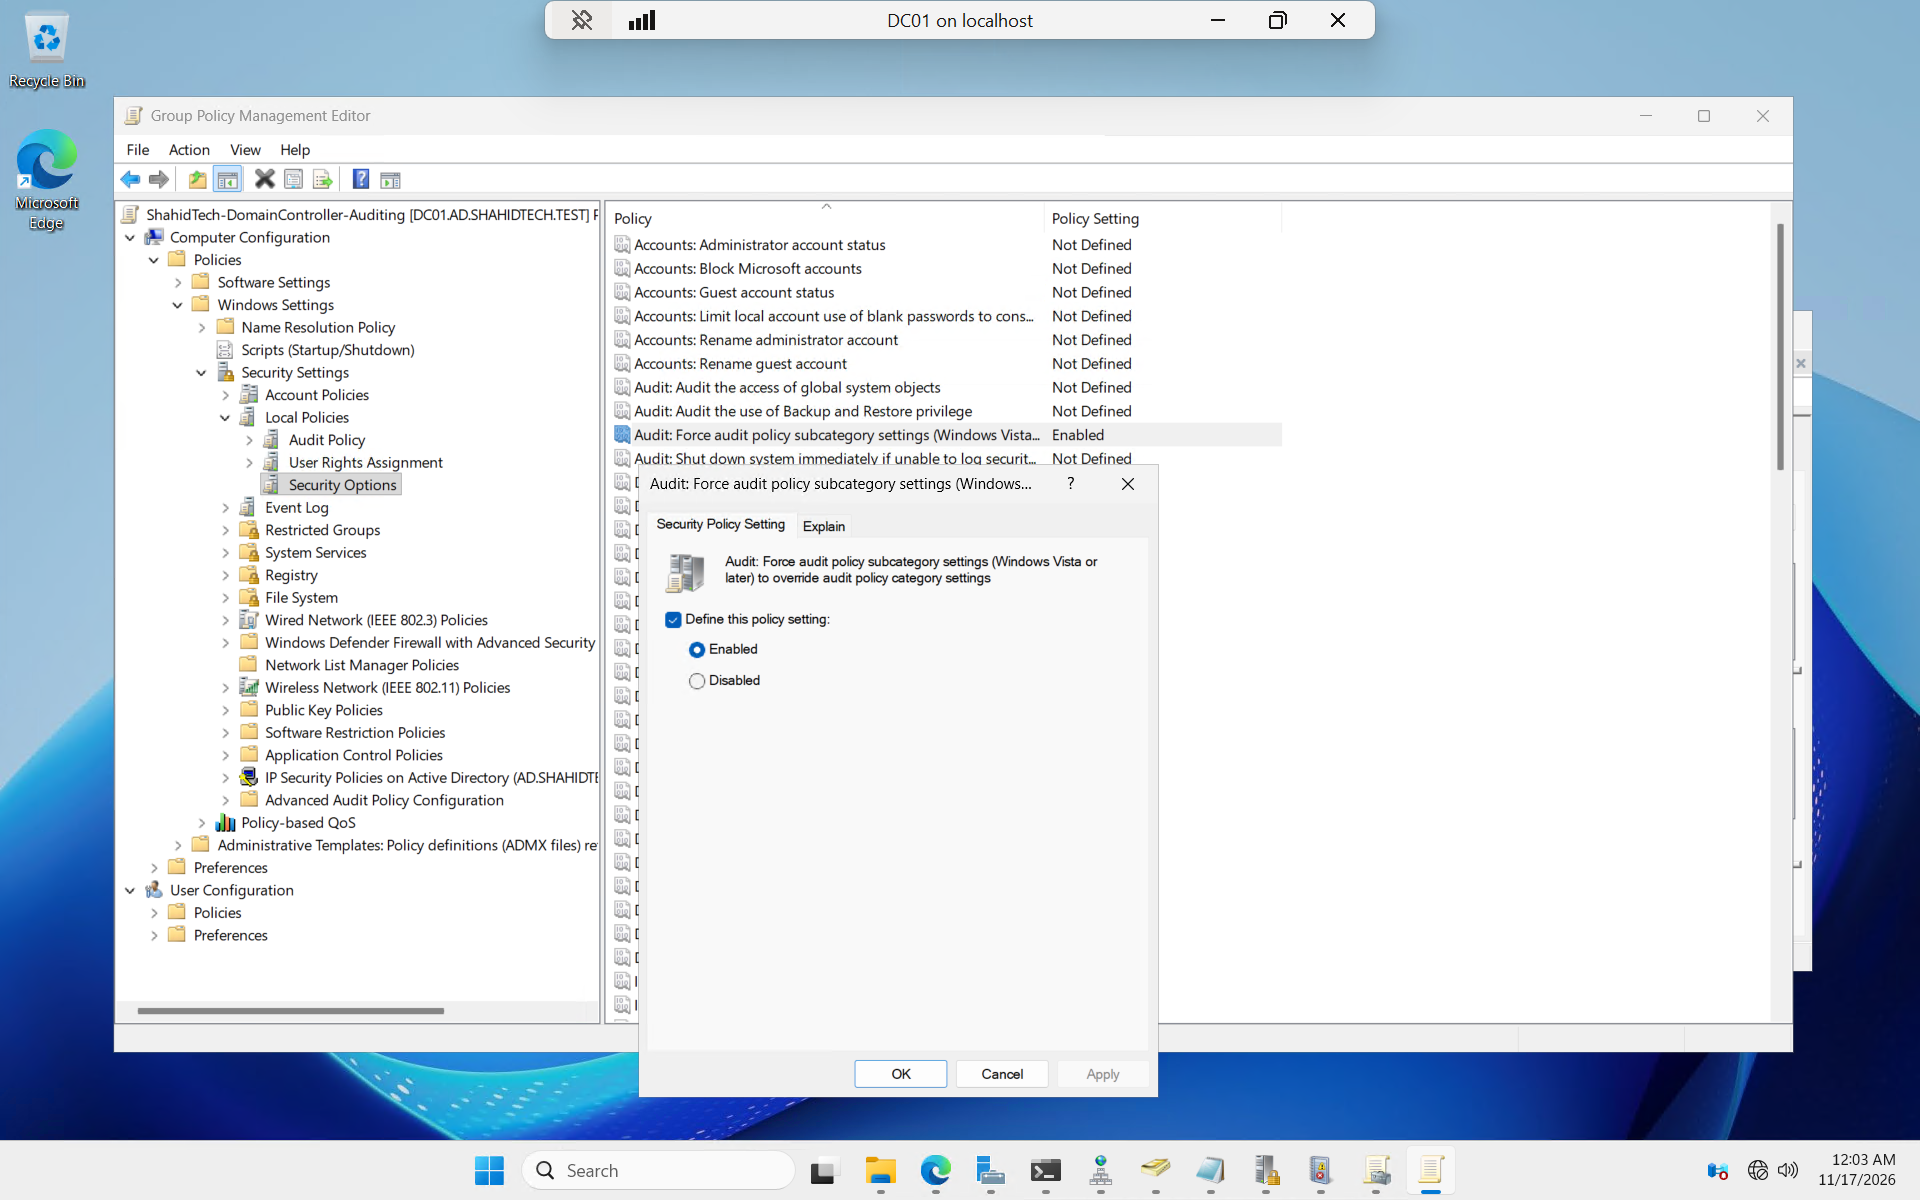 DC01 on localhost
Recycle Bin
Microsoft
Edge
Group Policy Management Editor
File Action View Help
ShahidTech-DomainController-Auditing [DC01.AD.SHAHIDTECH.TEST]
Computer Configuration
Policies
Software Settings
Windows Settings
Name Resolution Policy
Scripts (Startup/Shutdown)
Security Settings
Account Policies
Local Policies
Audit Policy
User Rights Assignment
Security Options
Event Log
Restricted Groups
System Services
Registry
File System
Wired Network (IEEE 802.3) Policies
Windows Defender Firewall with Advanced Security
Network List Manager Policies
Wireless Network (IEEE 802.11) Policies
Public Key Policies
Software Restriction Policies
Application Control Policies
IP Security Policies on Active Directory (AD.SHAHIDTE
Advanced Audit Policy Configuration
Policy-based QoS
Administrative Templates: Policy definitions (ADMX files) re
Preferences
User Configuration
Policies
Preferences
Policy Policy Setting
Accounts: Administrator account status Not Defined
Accounts: Block Microsoft accounts Not Defined
Accounts: Guest account status Not Defined
Accounts: Limit local account use of blank passwords to cons... Not Defined
Accounts: Rename administrator account Not Defined
Accounts: Rename guest account Not Defined
Audit: Audit the access of global system objects Not Defined
Audit: Audit the use of Backup and Restore privilege Not Defined
Audit: Force audit policy subcategory settings (Windows Vista... Enabled
Audit: Shut down system immediately if unable to log securit... Not Defined
Audit: Force audit policy subcategory settings (Windows... ?
Security Policy Setting Explain
Audit: Force audit policy subcategory settings (Windows Vista or
later) to override audit policy category settings
Define this policy setting:
Enabled
Disabled
OK Cancel Apply
Search
12:03 AM
11/17/2026